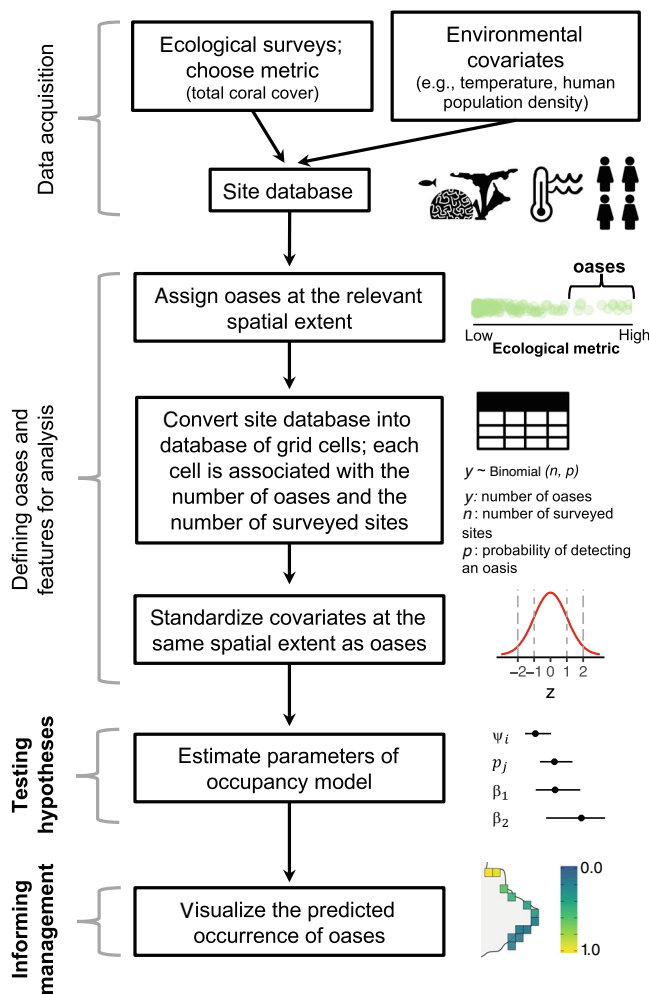 Data acquisition
Ecological surveys;
choose metric
(total coral cover)
Environmental
covariates
(e.g., temperature, human
population density)
Site database
Defining oases and
features for analysis
Assign oases at the relevant
spatial extent
oases
Low
High
Ecological metric
Convert site database into
database of grid cells; each
cell is associated with the
number of oases and the
number of surveyed sites
y ~ Binomial (n, p)
y: number of oases
n: number of surveyed
sites
p: probability of detecting
an oasis
Standardize covariates at the
same spatial extent as oases
−2 −1 0 1 2
z
Testing
hypotheses
Estimate parameters of
occupancy model
ψi
pj
β1
β2
Informing
management
Visualize the predicted
occurrence of oases
0.0
1.0